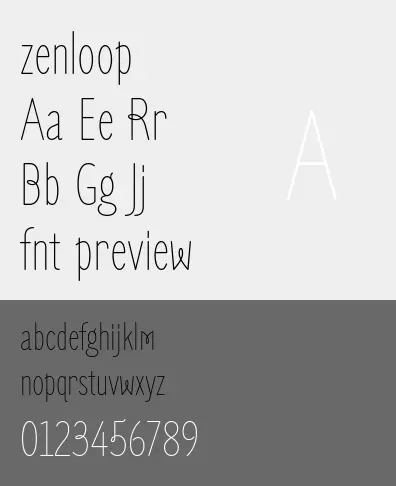 zenloop
Aa Ee Rr
A
Bb Gg Jj
fnt preview
abcdefghijklm
nopqrstuvwxyz
0123456789